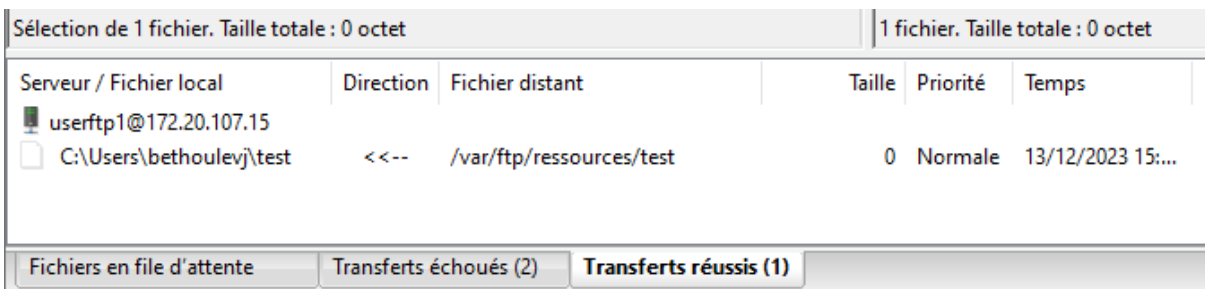 Sélection de 1 fichier. Taille totale : 0 octet 1 fichier. Taille totale : 0 octet
Serveur / Fichier local Direction Fichier distant Taille Priorité Temps
userftp1@172.20.107.15
C:\Users\bethoulevj\test <<-- /var/ftp/ressources/test 0 Normale 13/12/2023 15:...
Fichiers en file d'attente Transferts échoués (2) Transferts réussis (1)